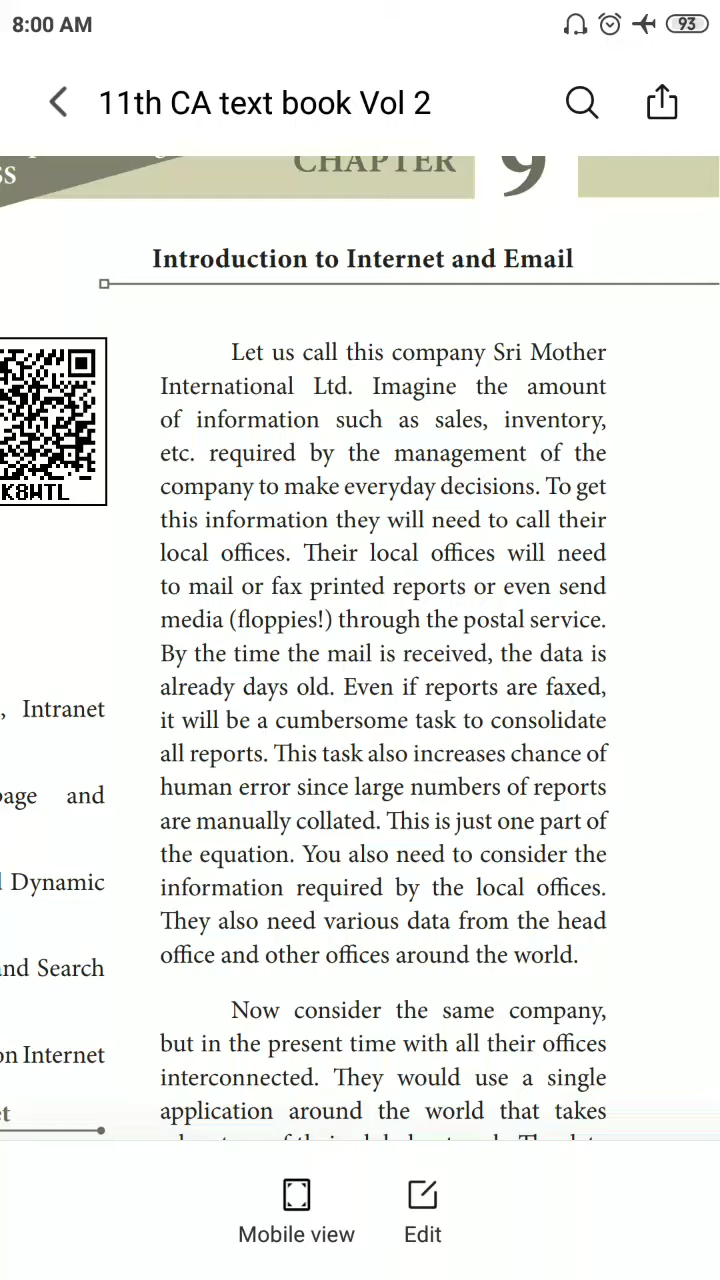 8:00 AM
93
11th CA text book Vol 2
CHAPTER 9
Introduction to Internet and Email
K8WTL
, Intranet
and
Dynamic
Search
Internet
Let us call this company Sri Mother
International Ltd. Imagine the amount
of information such as sales, inventory,
etc. required by the management of the
company to make everyday decisions. To get
this information they will need to call their
local offices. Their local offices will need
to mail or fax printed reports or even send
media (floppies!) through the postal service.
By the time the mail is received, the data is
already days old. Even if reports are faxed,
it will be a cumbersome task to consolidate
all reports. This task also increases chance of
human error since large numbers of reports
are manually collated. This is just one part of
the equation. You also need to consider the
information required by the local offices.
They also need various data from the head
office and other offices around the world.
Now consider the same company,
but in the present time with all their offices
interconnected. They would use a single
application around the world that takes
Mobile view
Edit